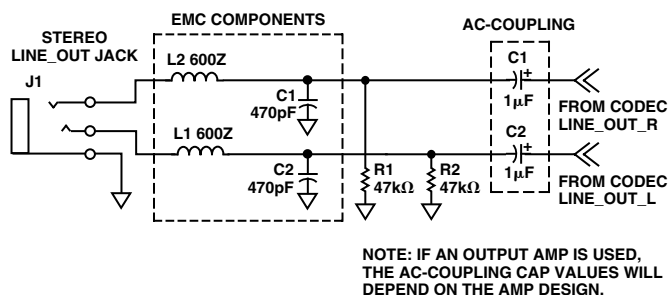 STEREO
LINE_OUT JACK
J1
EMC COMPONENTS
L2 600Z
C1
470pF
L1 600Z
C2
470pF
R1
47kΩ
R2
47kΩ
AC-COUPLING
C1
+
1μF
C2
+
1μF
FROM CODEC
LINE_OUT_R
FROM CODEC
LINE_OUT_L
NOTE: IF AN OUTPUT AMP IS USED,
THE AC-COUPLING CAP VALUES WILL
DEPEND ON THE AMP DESIGN.